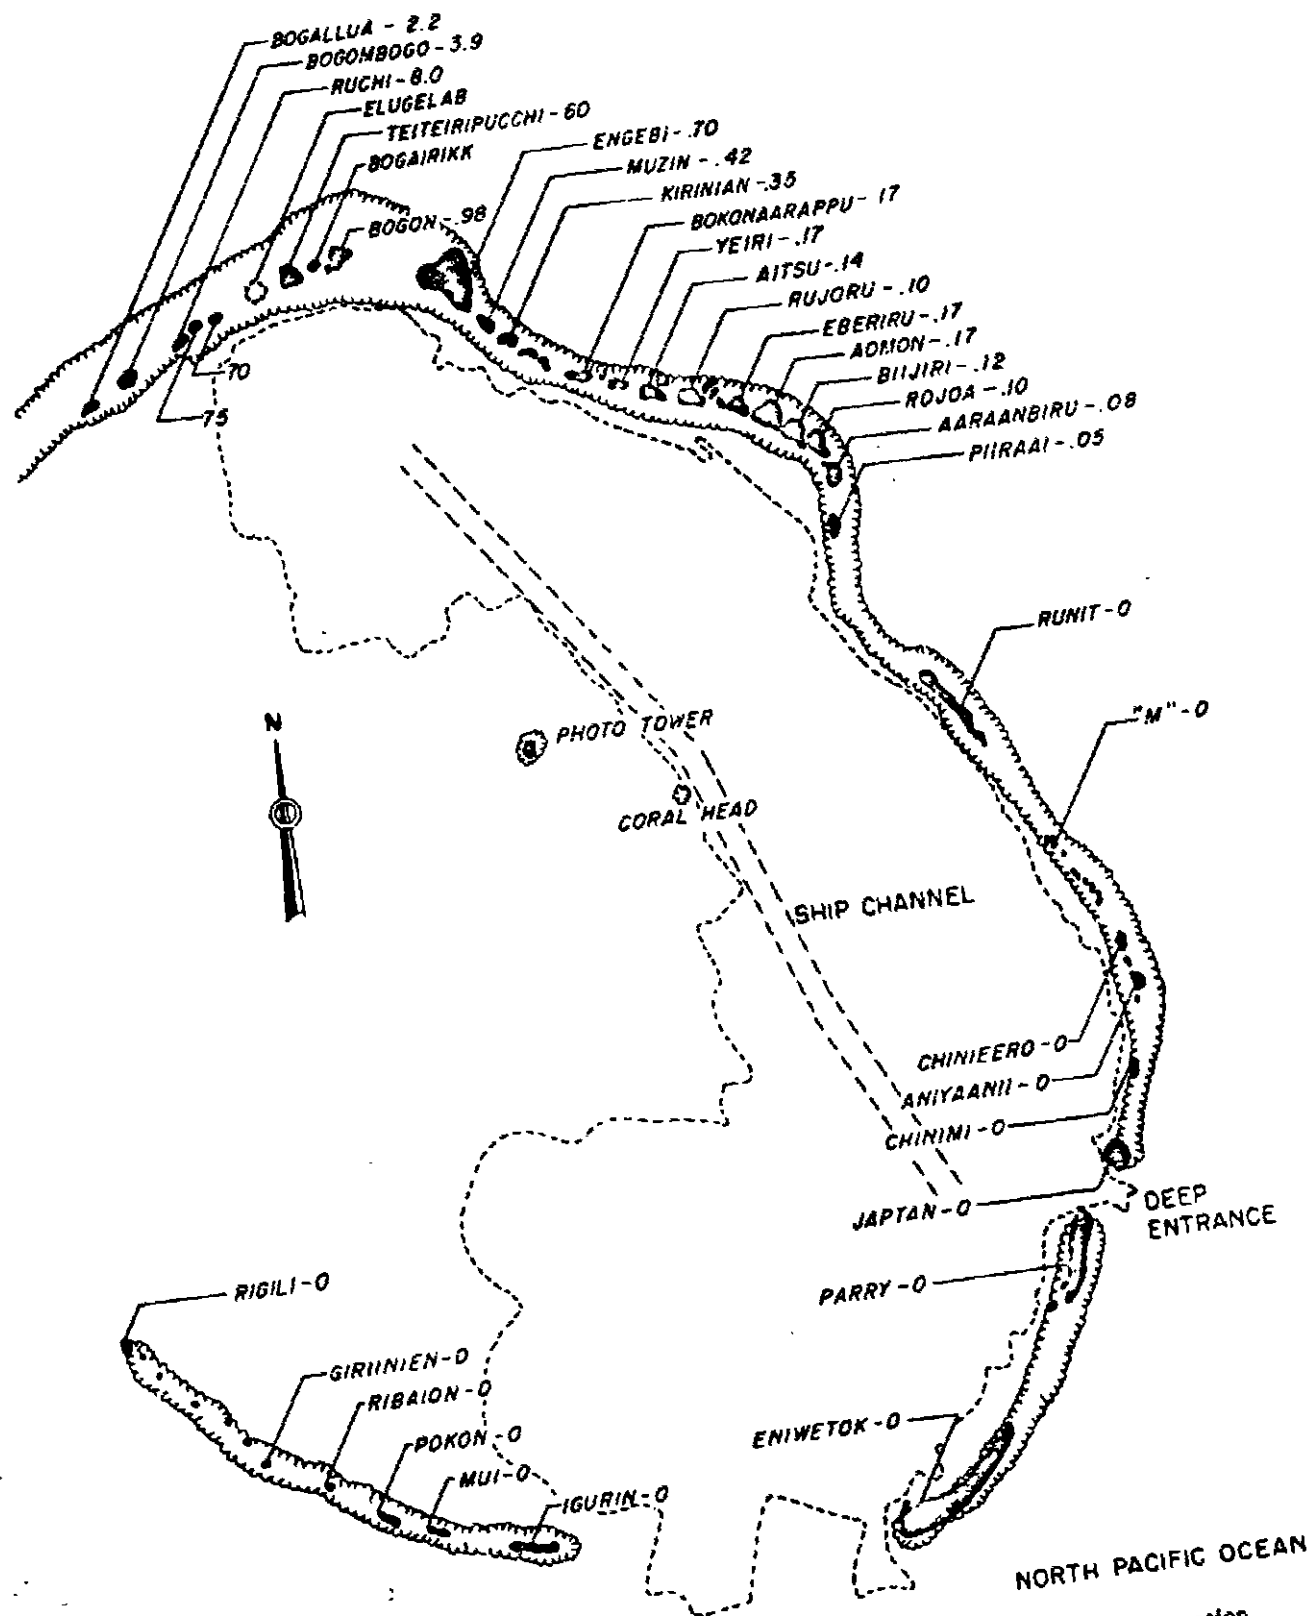 BOGALLUA - 2.2
BOGOMBOGO - 3.9
RUCHI - 8.0
ELUGELAB
TEITEIRIPUCCHI - 60
BOGAIRIKK
BOGON - .98
ENGEBI - .70
MUZIN - .42
KIRINIAN - .35
BOKONAARAPPU - .17
YEIRI - .17
AITSU - .14
RUJORU - .10
EBERIRU - .17
AOMON - .17
BIIJIRI - .12
ROJOA - .10
AARAANBIRU - .08
PIIRAAI - .05
70
75
RUNIT - 0
"M" - 0
N
PHOTO TOWER
CORAL HEAD
SHIP CHANNEL
CHINIEERO - 0
ANIYAANII - 0
CHINIMI - 0
JAPTAN - 0
DEEP
ENTRANCE
PARRY - 0
RIGILI - 0
GIRIINIEN - 0
RIBAION - 0
POKON - 0
MUI - 0
IGURIN - 0
ENIWETOK - 0
NORTH PACIFIC OCEAN